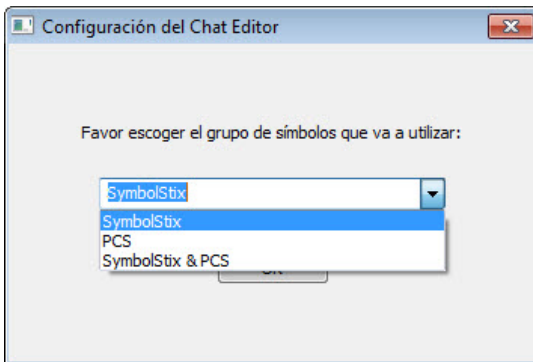 Configuración del Chat Editor
Favor escoger el grupo de símbolos que va a utilizar:
SymbolStix
SymbolStix
PCS
SymbolStix & PCS